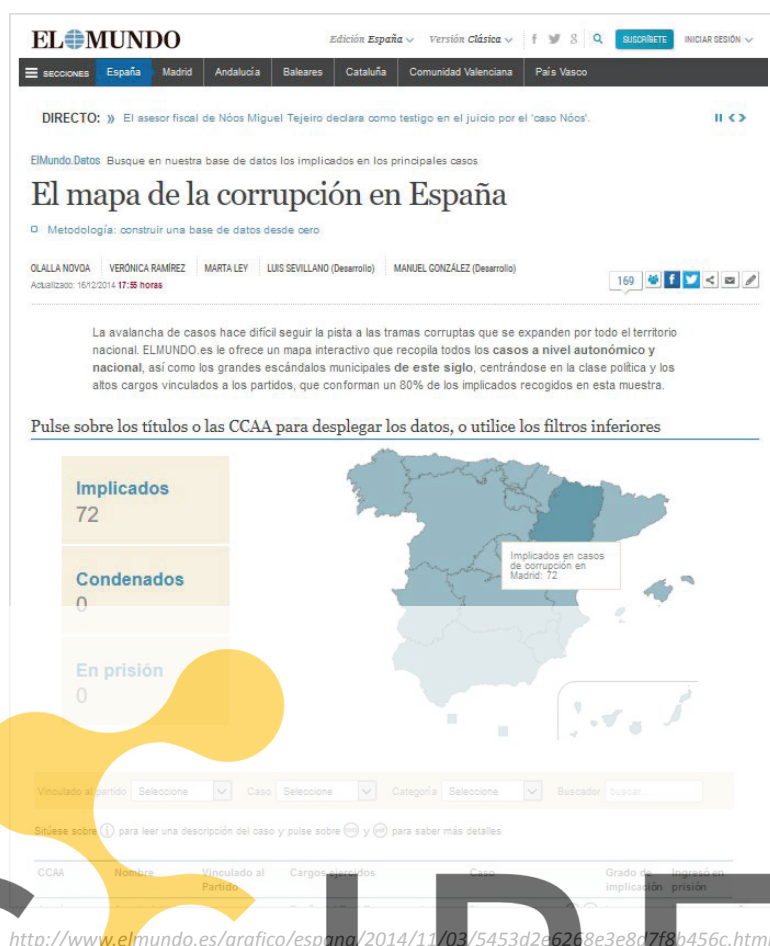 EL MUNDO
Edición España Versión Clásica
SUSCRÍBETE INICIAR SESIÓN
SECCIONES España Madrid Andalucía Baleares Cataluña Comunidad Valenciana País Vasco
DIRECTO: » El asesor fiscal de Nóos Miguel Tejeiro declara como testigo en el juicio por el 'caso Nóos'.
ElMundo.Datos Busque en nuestra base de datos los implicados en los principales casos
El mapa de la corrupción en España
Metodología: construir una base de datos desde cero
OLALLA NOVOA VERÓNICA RAMÍREZ MARTA LEY LUIS SEVILLANO (Desarrollo) MANUEL GONZÁLEZ (Desarrollo)
Actualizado: 16/12/2014 17:55 horas
169
La avalancha de casos hace difícil seguir la pista a las tramas corruptas que se expanden por todo el territorio
nacional. ELMUNDO.es le ofrece un mapa interactivo que recopila todos los casos a nivel autonómico y
nacional, así como los grandes escándalos municipales de este siglo, centrándose en la clase política y los
altos cargos vinculados a los partidos, que conforman un 80% de los implicados recogidos en esta muestra.
Pulse sobre los títulos o las CCAA para desplegar los datos, o utilice los filtros inferiores
Implicados
72
Implicados en casos
de corrupción en
Madrid: 72
Condenados
0
En prisión
0
Vinculado al partido Seleccione Caso Seleccione Categoría Seleccione Buscador buscar...
Sitúese sobre i para leer una descripción del caso y pulse sobre y para saber más detalles
CCAA Nombre Vinculado al Partido Cargos ejercidos Caso Grado de implicación Ingresó en prisión
http://www.elmundo.es/grafico/espana/2014/11/03/5453d2e6268e3e8d7f8b456c.html